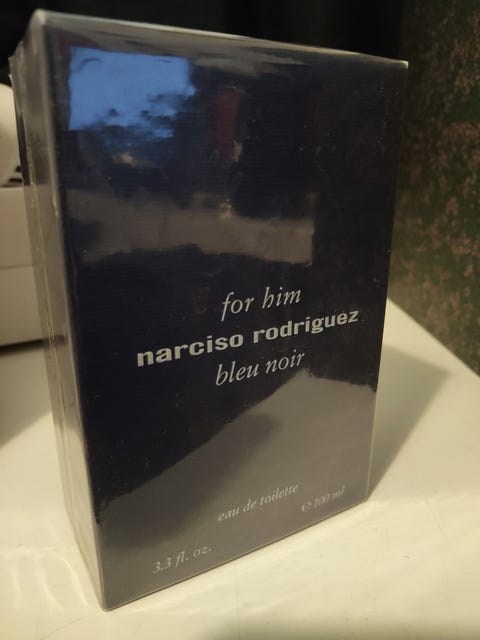 for him
narciso rodriguez
bleu noir
eau de toilette
3.3 fl. oz. ℮ 100 ml